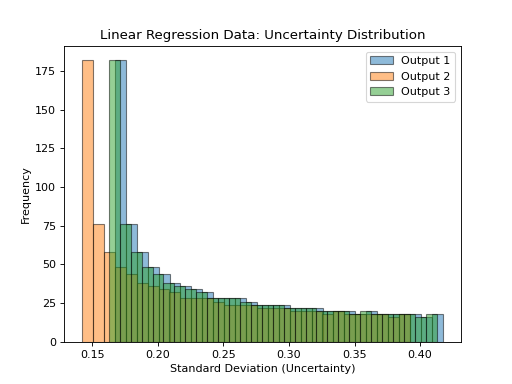 Linear Regression Data: Uncertainty Distribution
Output 1
Output 2
Output 3
Frequency
175
150
125
100
75
50
25
0
0.15 0.20 0.25 0.30 0.35 0.40
Standard Deviation (Uncertainty)